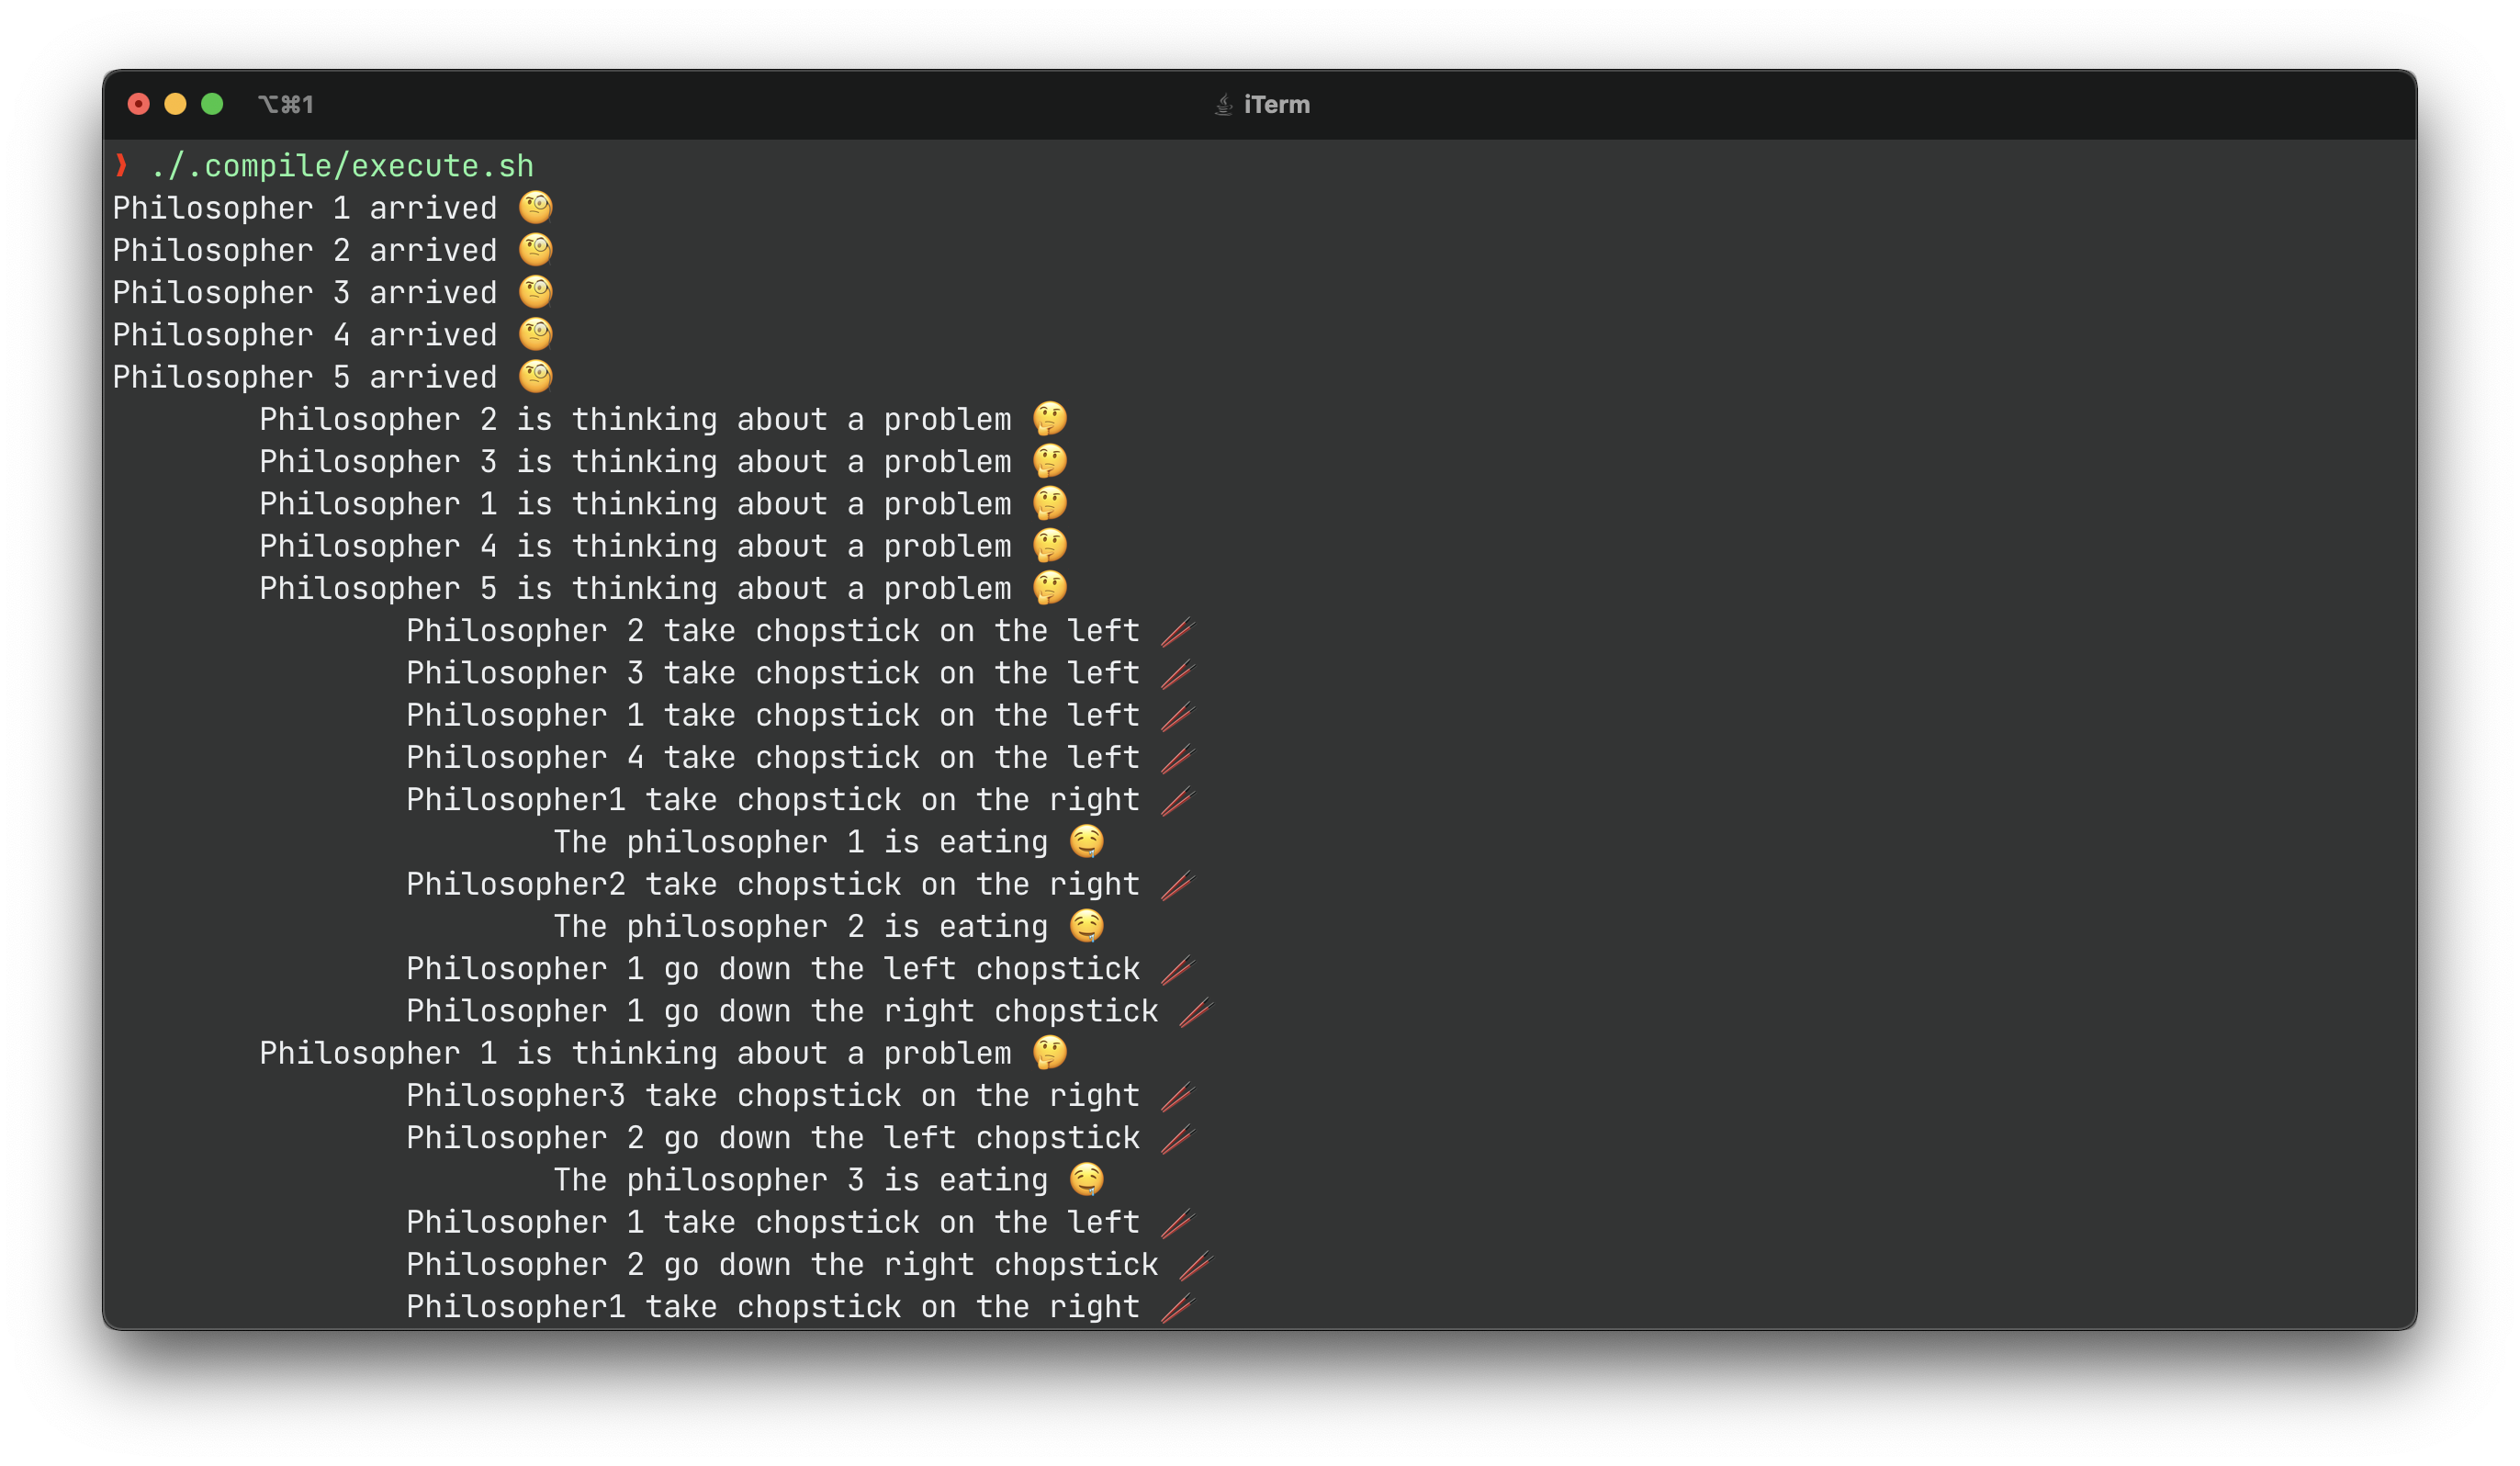 ⌥⌘1
iTerm
❯ ./.compile/execute.sh
Philosopher 1 arrived 🧐
Philosopher 2 arrived 🧐
Philosopher 3 arrived 🧐
Philosopher 4 arrived 🧐
Philosopher 5 arrived 🧐
Philosopher 2 is thinking about a problem 🤔
Philosopher 3 is thinking about a problem 🤔
Philosopher 1 is thinking about a problem 🤔
Philosopher 4 is thinking about a problem 🤔
Philosopher 5 is thinking about a problem 🤔
Philosopher 2 take chopstick on the left 🥢
Philosopher 3 take chopstick on the left 🥢
Philosopher 1 take chopstick on the left 🥢
Philosopher 4 take chopstick on the left 🥢
Philosopher1 take chopstick on the right 🥢
The philosopher 1 is eating 🤤
Philosopher2 take chopstick on the right 🥢
The philosopher 2 is eating 🤤
Philosopher 1 go down the left chopstick 🥢
Philosopher 1 go down the right chopstick 🥢
Philosopher 1 is thinking about a problem 🤔
Philosopher3 take chopstick on the right 🥢
Philosopher 2 go down the left chopstick 🥢
The philosopher 3 is eating 🤤
Philosopher 1 take chopstick on the left 🥢
Philosopher 2 go down the right chopstick 🥢
Philosopher1 take chopstick on the right 🥢